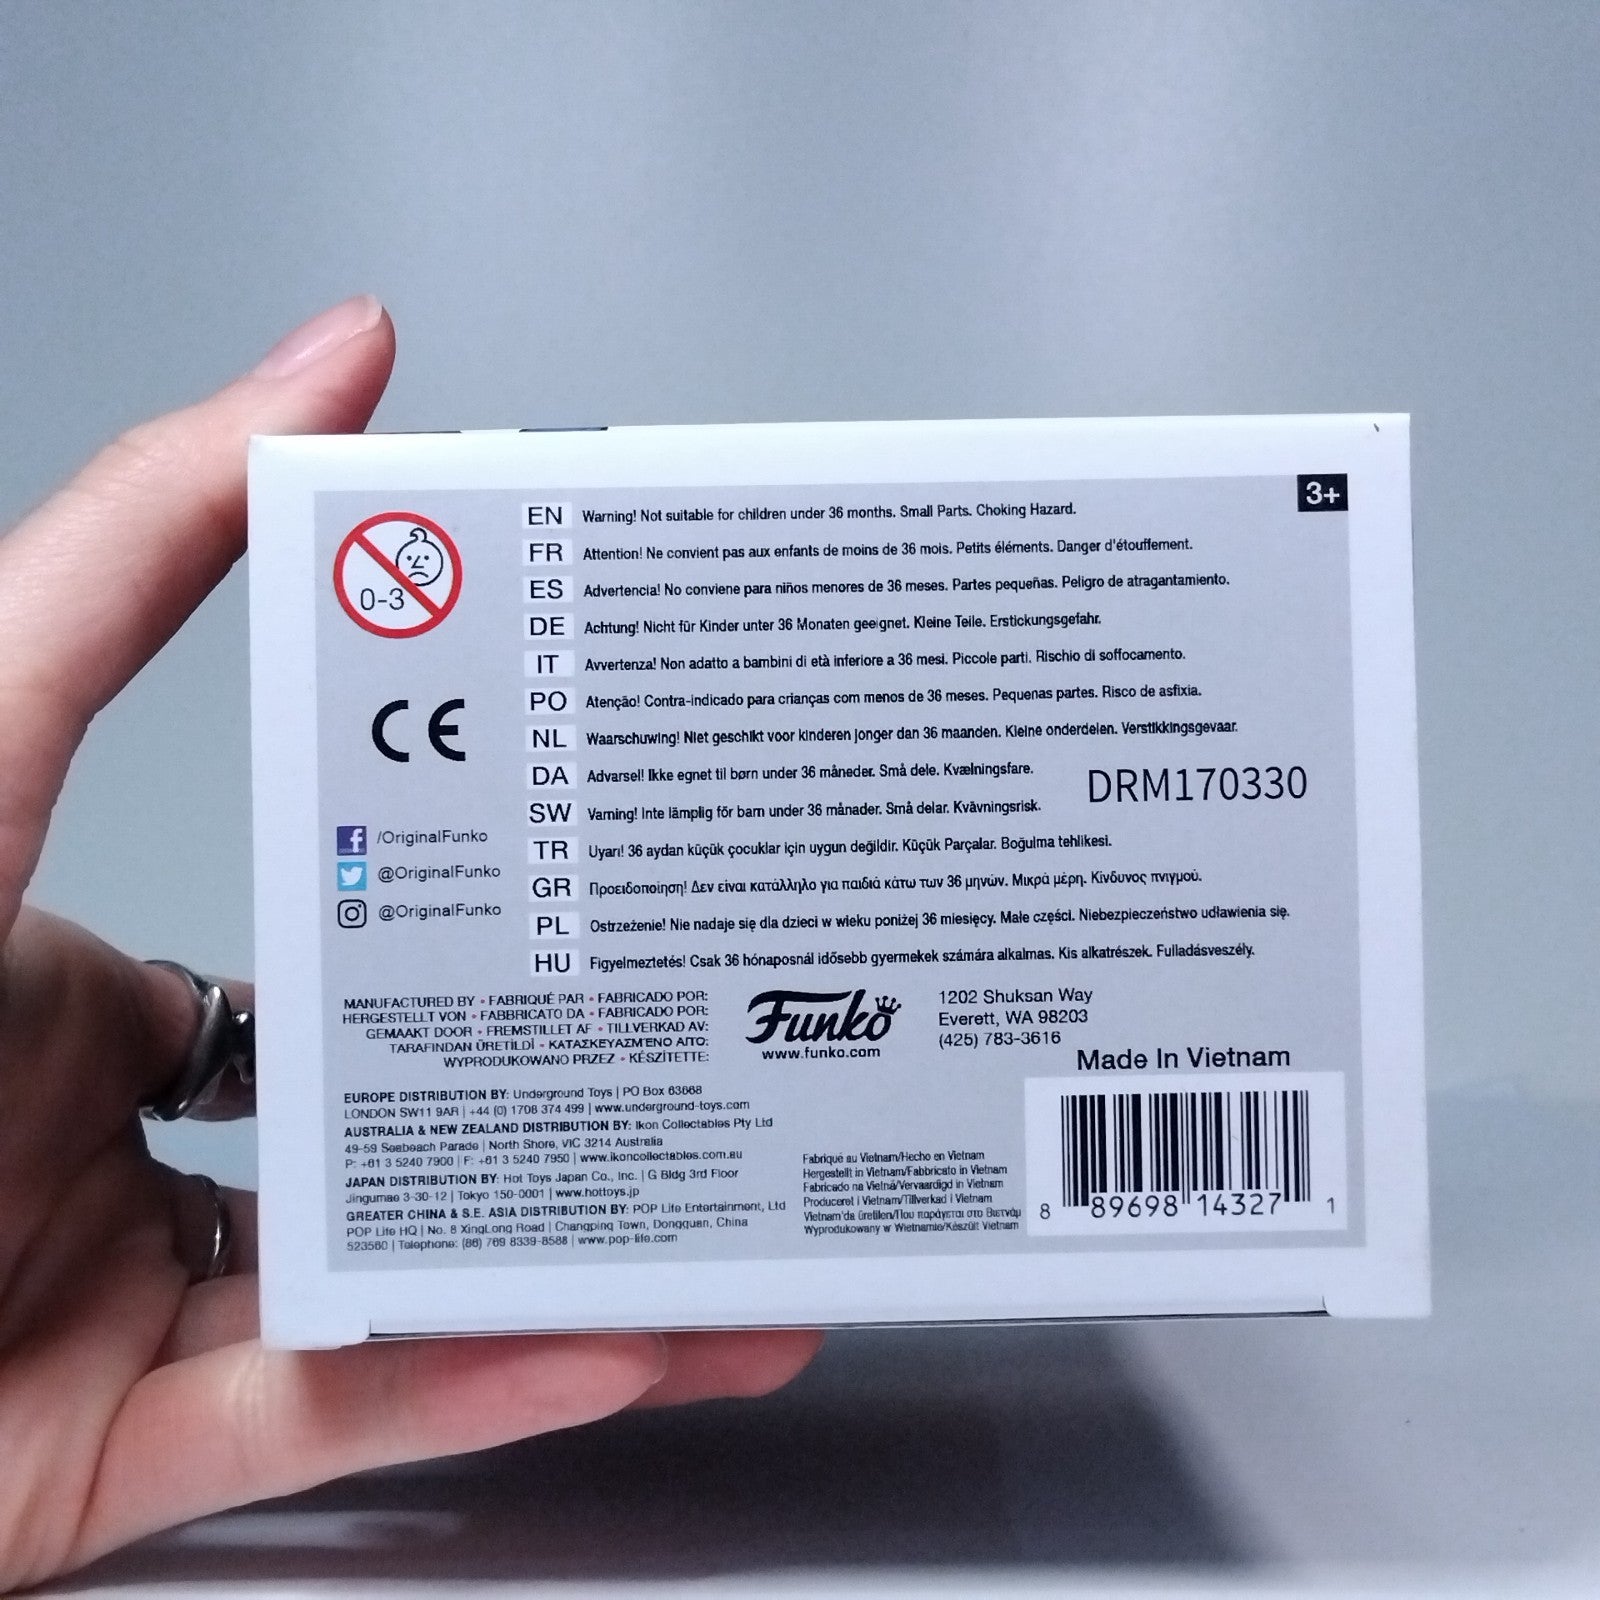 3+
0-3
EN Warning! Not suitable for children under 36 months. Small Parts. Choking Hazard.
FR Attention! Ne convient pas aux enfants de moins de 36 mois. Petits éléments. Danger d'étouffement.
ES Advertencia! No conviene para niños menores de 36 meses. Partes pequeñas. Peligro de atragantamiento.
DE Achtung! Nicht für Kinder unter 36 Monaten geeignet. Kleine Teile. Erstickungsgefahr.
IT Avvertenza! Non adatto a bambini di età inferiore a 36 mesi. Piccole parti. Rischio di soffocamento.
PO Atenção! Contra-indicado para crianças com menos de 36 meses. Pequenas partes. Risco de asfixia.
NL Waarschuwing! Niet geschikt voor kinderen jonger dan 36 maanden. Kleine onderdelen. Verstikkingsgevaar.
DA Advarsel! Ikke egnet til børn under 36 måneder. Små dele. Kvælningsfare.
SW Varning! Inte lämplig för barn under 36 månader. Små delar. Kvävningsrisk.
TR Uyarı! 36 aydan küçük çocuklar için uygun değildir. Küçük Parçalar. Boğulma tehlikesi.
GR Προειδοποίηση! Δεν είναι κατάλληλο για παιδιά κάτω των 36 μηνών. Μικρά μέρη. Κίνδυνος πνιγμού.
PL Ostrzeżenie! Nie nadaje się dla dzieci w wieku poniżej 36 miesięcy. Małe części. Niebezpieczeństwo udławienia się.
HU Figyelmeztetés! Csak 36 hónaposnál idősebb gyermekek számára alkalmas. Kis alkatrészek. Fulladásveszély.
DRM170330
CE
/OriginalFunko
@OriginalFunko
@OriginalFunko
MANUFACTURED BY • FABRIQUÉ PAR • FABRICADO POR:
HERGESTELLT VON • FABBRICATO DA • FABRICADO POR:
GEMAAKT DOOR • FREMSTILLET AF • TILLVERKAD AV:
TARAFINDAN ÜRETİLDİ • ΚΑΤΑΣΚΕΥΑΣΜΈΝΟ ΑΠΌ:
WYPRODUKOWANO PRZEZ • KÉSZÍTETTE:
Funko
www.funko.com
1202 Shuksan Way
Everett, WA 98203
(425) 783-3616
Made In Vietnam
EUROPE DISTRIBUTION BY: Underground Toys | PO Box 63668
LONDON SW11 9AR | +44 (0) 1708 374 499 | www.underground-toys.com
AUSTRALIA & NEW ZEALAND DISTRIBUTION BY: Ikon Collectables Pty Ltd
49-59 Seabeach Parade | North Shore, VIC 3214 Australia
P: +61 3 5240 7900 | F: +61 3 5240 7950 | www.ikoncollectables.com.au
JAPAN DISTRIBUTION BY: Hot Toys Japan Co., Inc. | G Bldg 3rd Floor
Jingumae 3-30-12 | Tokyo 150-0001 | www.hottoys.jp
GREATER CHINA & S.E. ASIA DISTRIBUTION BY: POP Life Entertainment, Ltd
POP Life HQ | No. 8 XingLong Road | Changping Town, Dongguan, China
523560 | Telephone: (86) 769 8339-8588 | www.pop-life.com
Fabriqué au Vietnam/Hecho en Vietnam
Hergestellt in Vietnam/Fabbricato in Vietnam
Fabricado na Vietnã/Vervaardigd in Vietnam
Produceret i Vietnam/Tillverkad i Vietnam
Vietnam'da üretilen/Που παράγεται στο Βιετνάμ
Wyprodukowany w Wietnamie/Készült Vietnam
8 89698 14327 1